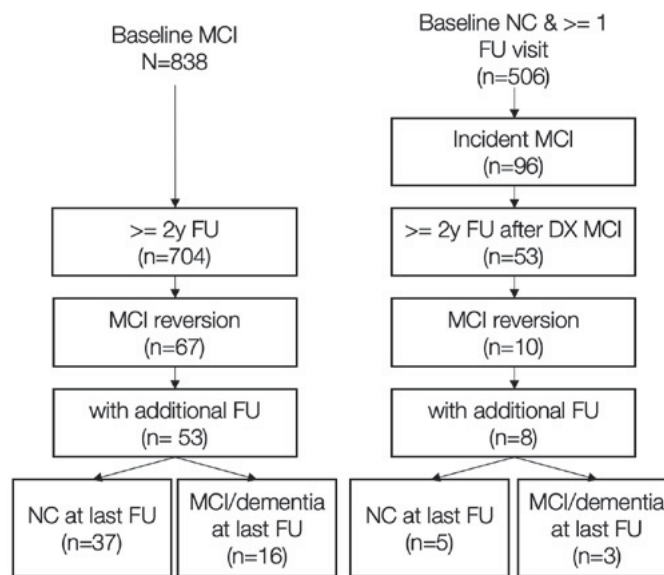 Baseline MCI
N=838
>= 2y FU
(n=704)
MCI reversion
(n=67)
with additional FU
(n= 53)
NC at last FU
(n=37)
MCI/dementia
at last FU
(n=16)
Baseline NC & >= 1
FU visit
(n=506)
Incident MCI
(n=96)
>= 2y FU after DX MCI
(n=53)
MCI reversion
(n=10)
with additional FU
(n=8)
NC at last FU
(n=5)
MCI/dementia
at last FU
(n=3)